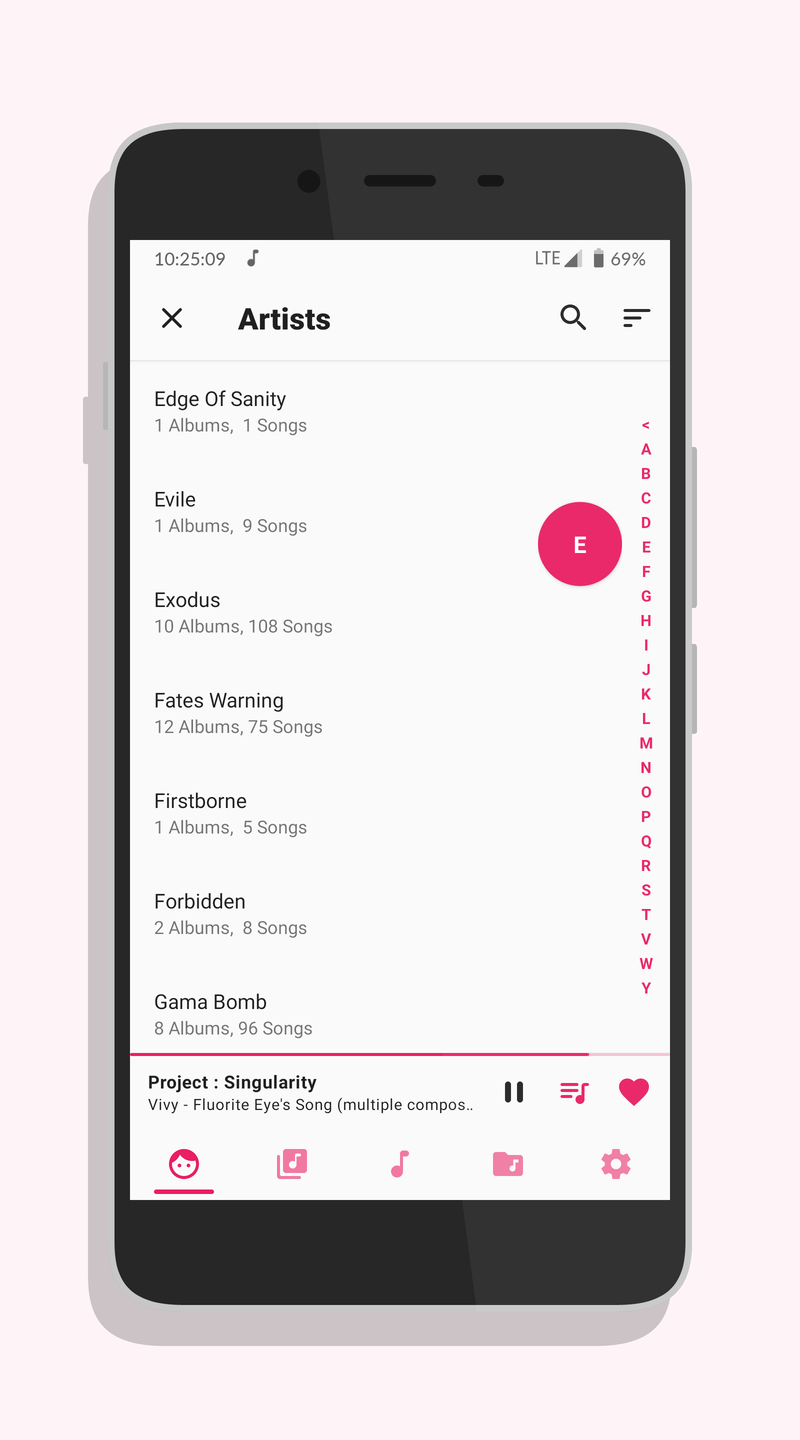 10:25:09 LTE 69%
Artists
Edge Of Sanity
1 Albums,  1 Songs
Evile
1 Albums,  9 Songs
E
Exodus
10 Albums, 108 Songs
Fates Warning
12 Albums, 75 Songs
Firstborne
1 Albums,  5 Songs
Forbidden
2 Albums,  8 Songs
Gama Bomb
8 Albums, 96 Songs
<
A
B
C
D
E
F
G
H
I
J
K
L
M
N
O
P
Q
R
S
T
V
W
Y
Project : Singularity
Vivy - Fluorite Eye's Song (multiple compos..